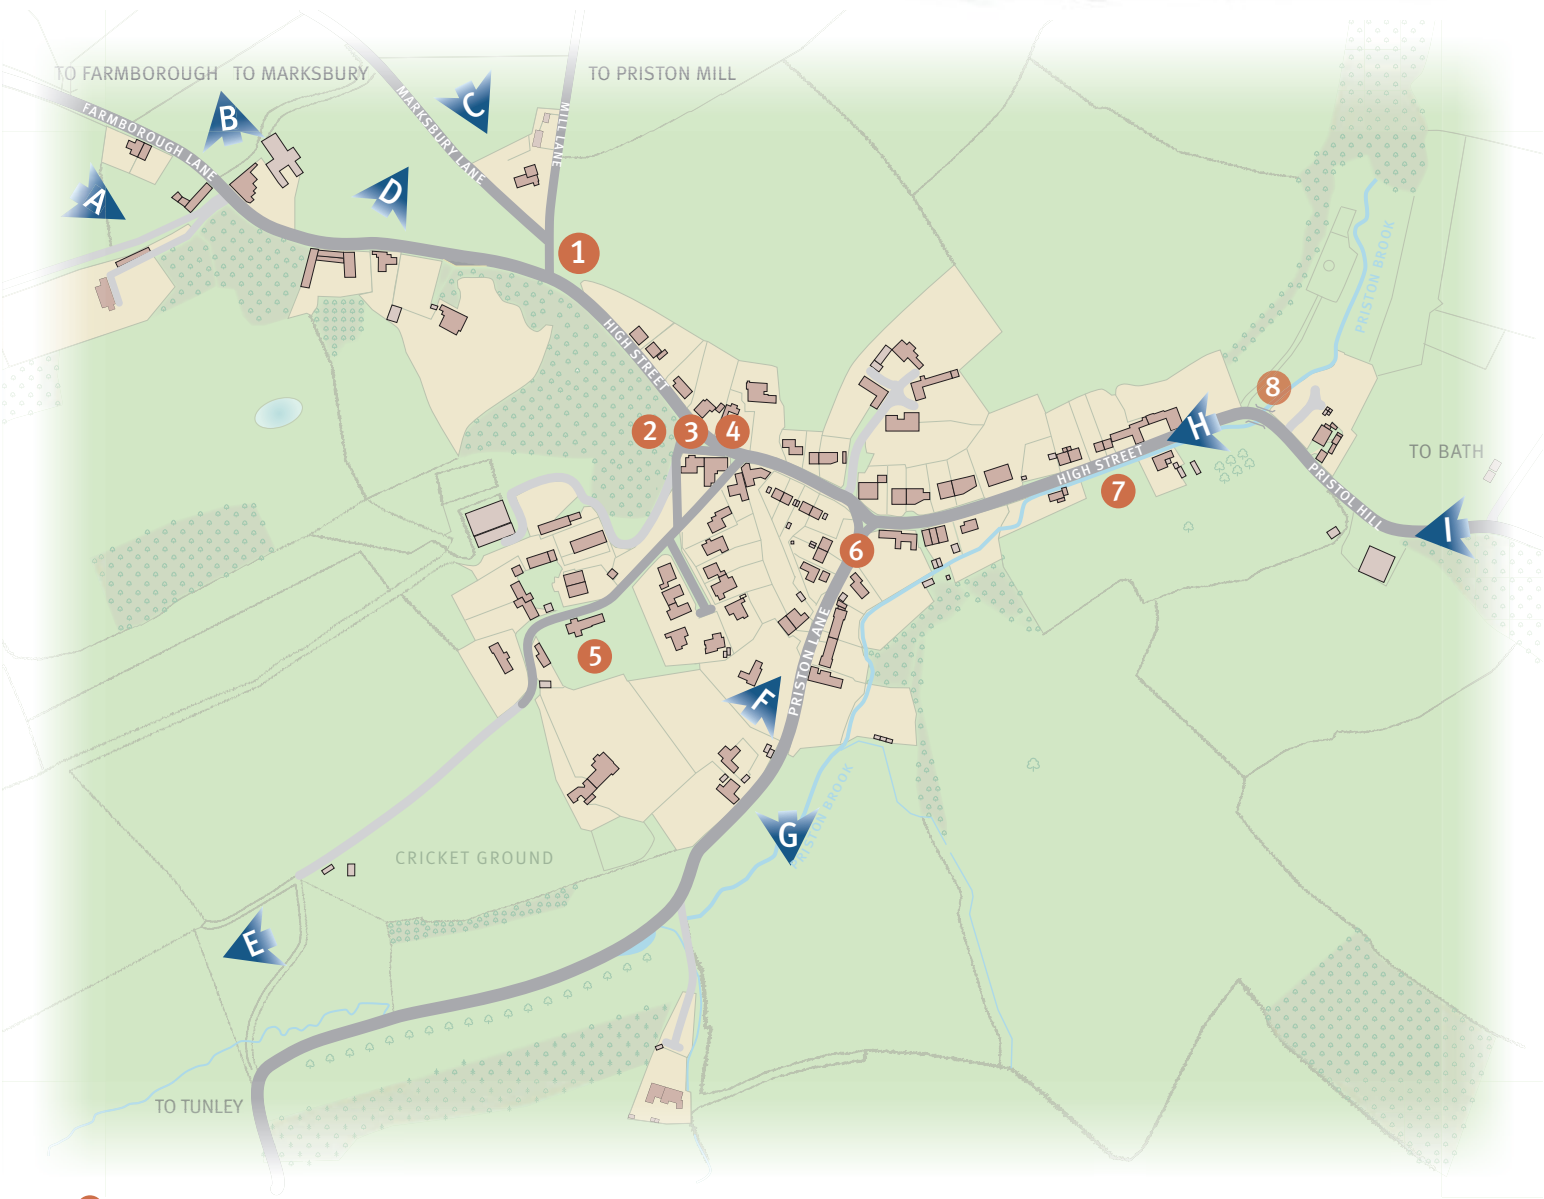 TO FARMBOROUGH
TO MARKSBURY
TO PRISTON MILL
C
B
FARMBOROUGH LANE
MARKSBURY LANE
MILL LANE
A
D
1
PRISTON BROOK
HIGH STREET
8
2
3
4
H
TO BATH
HIGH STREET
7
PRISTOL HILL
I
6
5
PRISTON LANE
F
G
PRISTON BROOK
CRICKET GROUND
E
TO TUNLEY